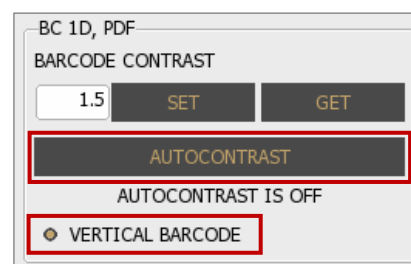 BC 1D, PDF
BARCODE CONTRAST
1.5 SET GET
AUTOCONTRAST
AUTOCONTRAST IS OFF
VERTICAL BARCODE